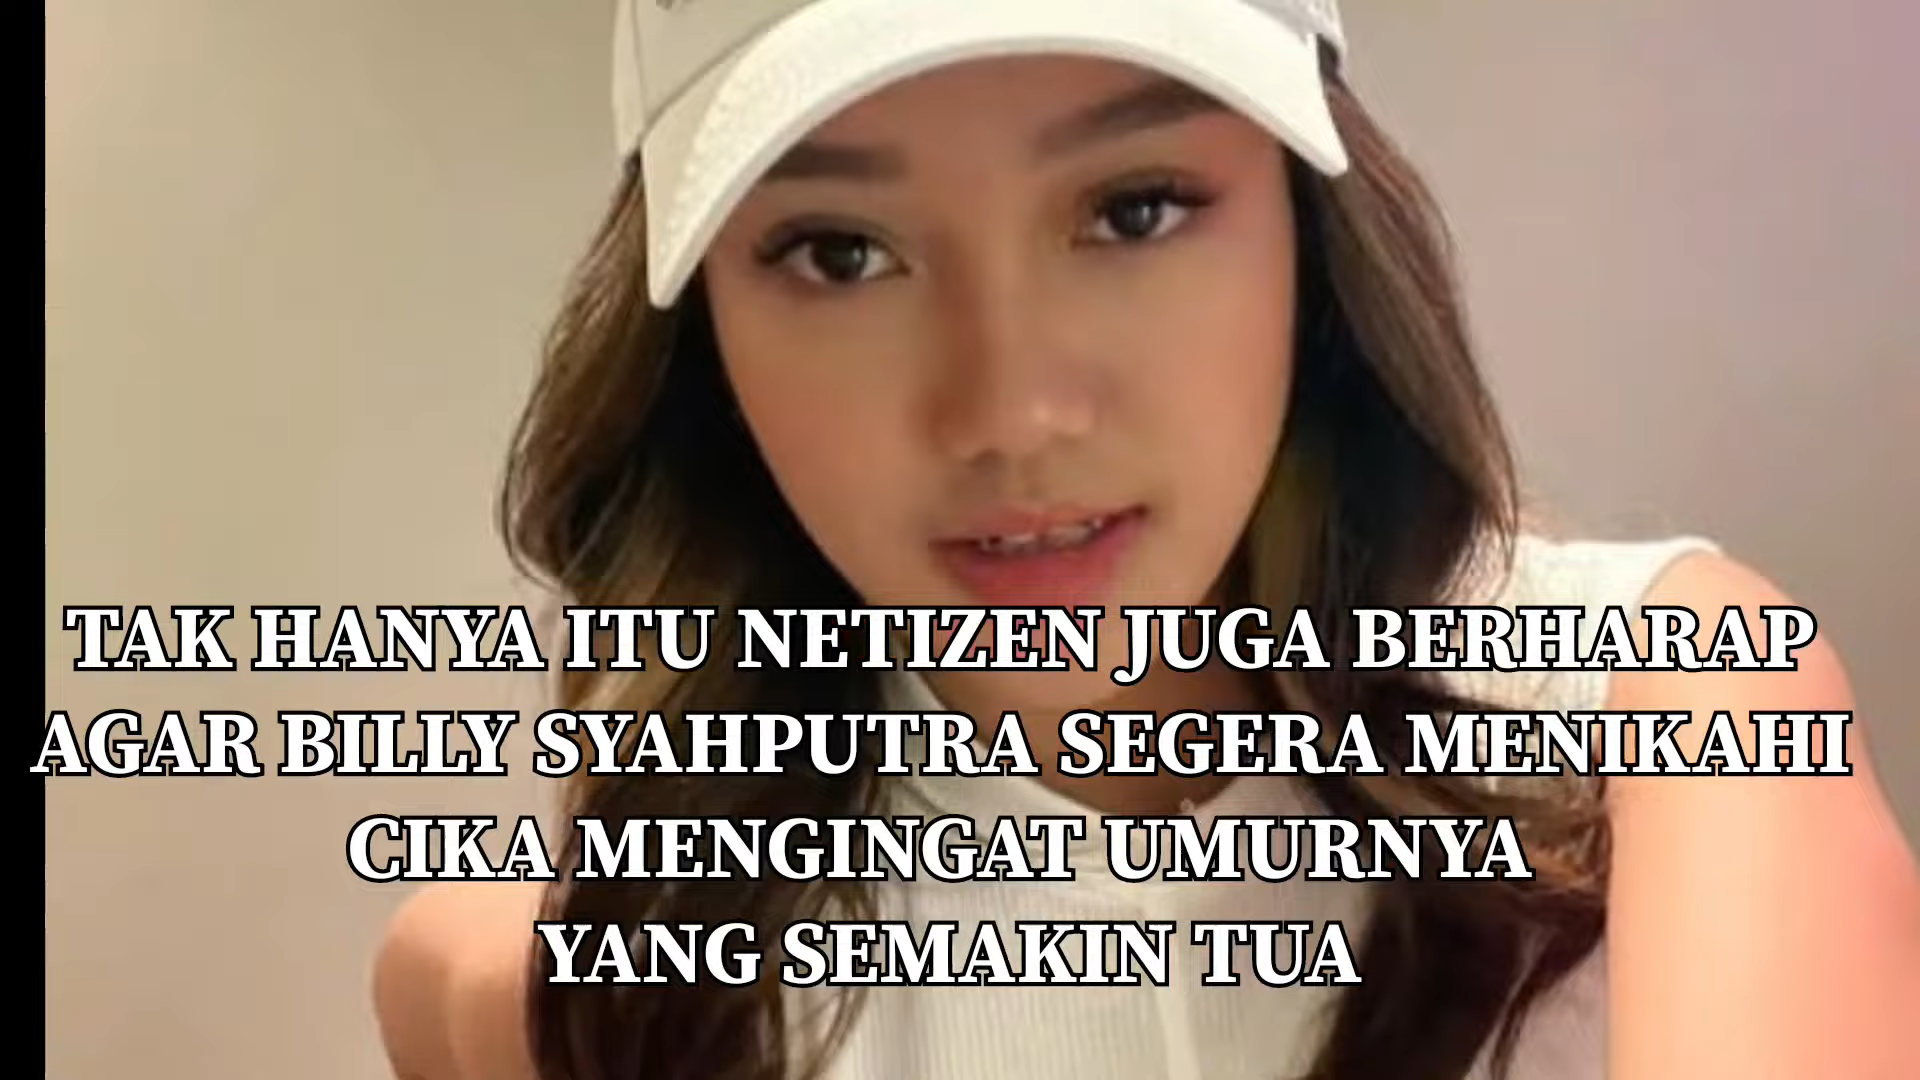 TAK HANYA ITU NETIZEN JUGA BERHARAP
AGAR BILLY SYAHPUTRA SEGERA MENIKAHI
CIKA MENGINGAT UMURNYA
YANG SEMAKIN TUA